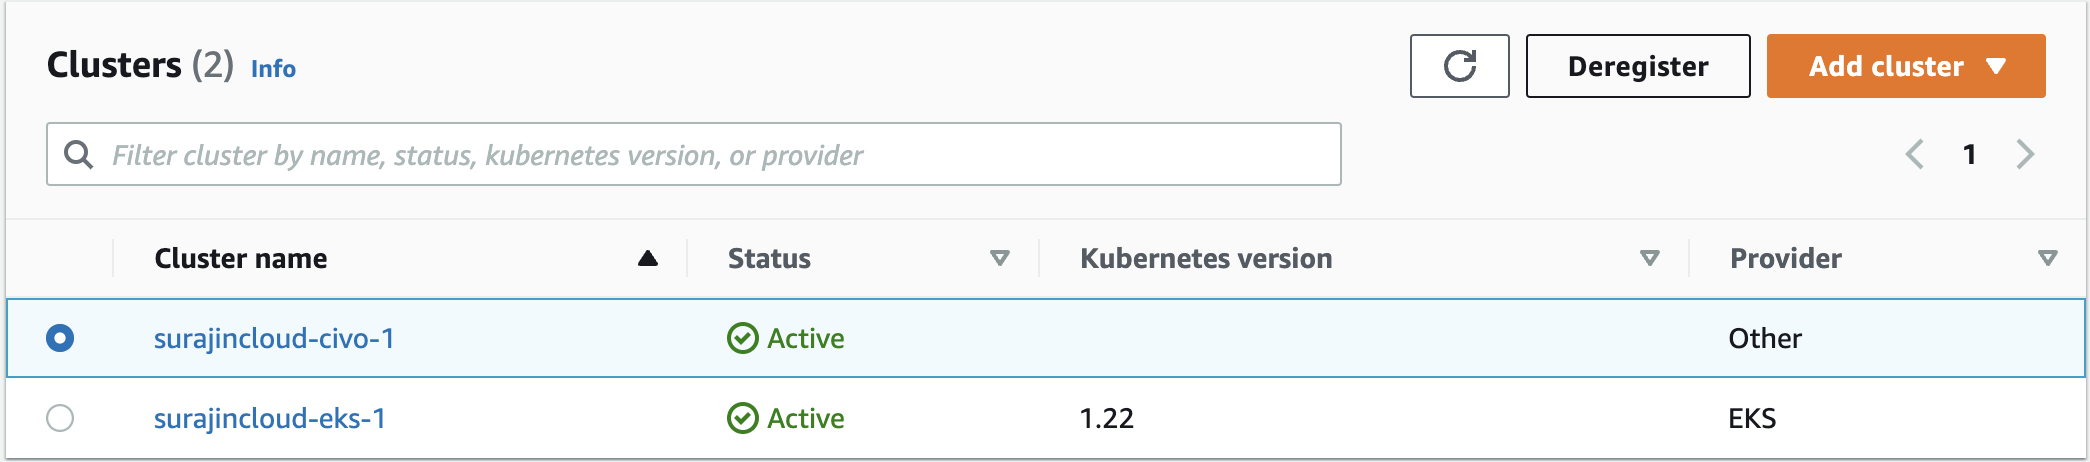 Clusters (2) Info Deregister Add cluster
Filter cluster by name, status, kubernetes version, or provider 1
Cluster name Status Kubernetes version Provider
surajincloud-civo-1 Active Other
surajincloud-eks-1 Active 1.22 EKS